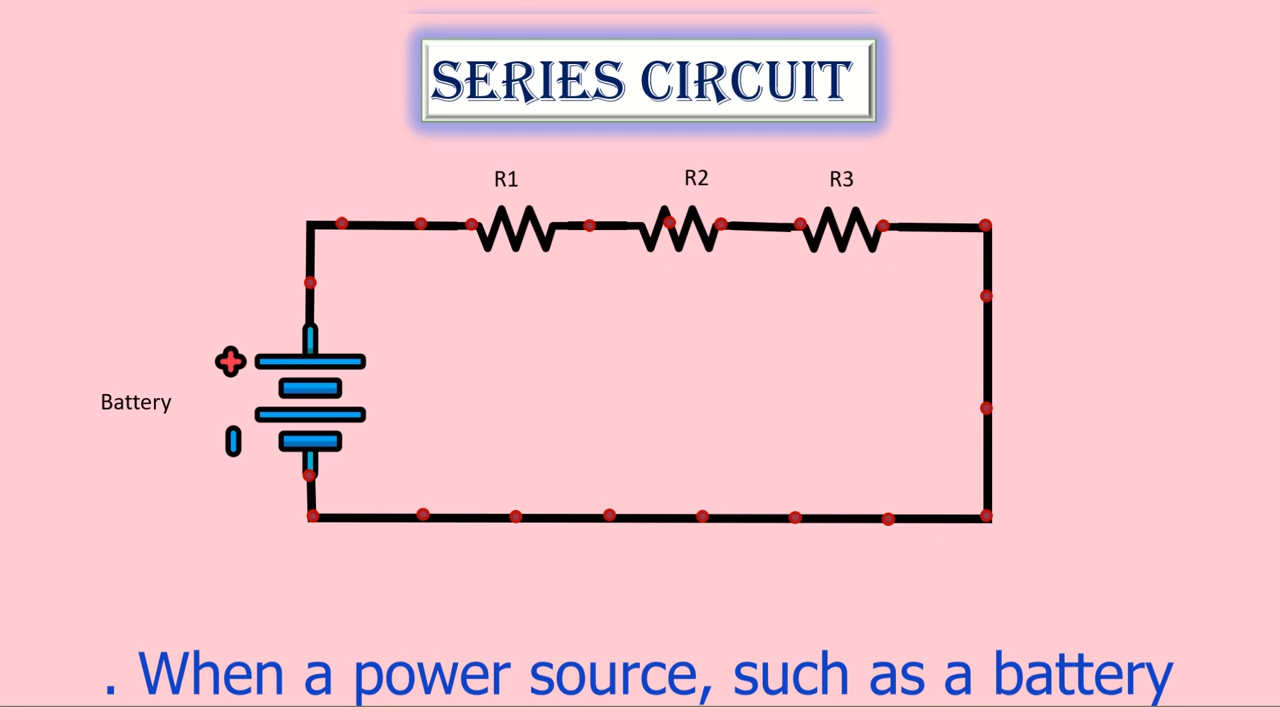 SERIES CIRCUIT
R1 R2 R3
Battery
. When a power source, such as a battery